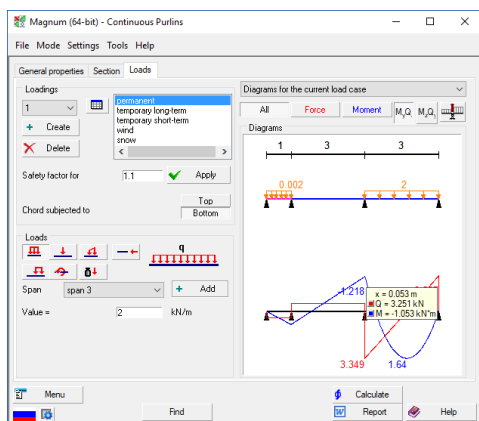 Magnum (64-bit) - Continuous Purlins
File Mode Settings Tools Help
General properties Section Loads
Loadings
1
Create
Delete
permanent
temporary long-term
temporary short-term
wind
snow
Safety factor for
1.1
Apply
Chord subjected to
Top
Bottom
Loads
q
Span
span 3
Add
Value =
2
kN/m
Diagrams for the current load case
All
Force
Moment
MyQz
MzQy
Diagrams
1 3 3
0.002
2
-1.218
x = 0.053 m
Q = 3.251 kN
M = -1.053 kN*m
3.349
1.64
Menu
Find
Calculate
Report
Help